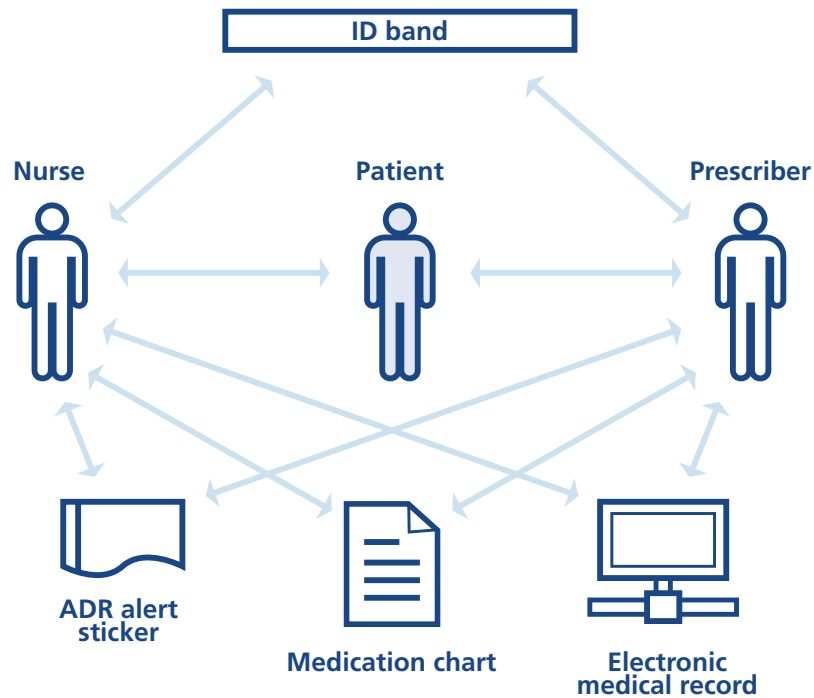 ID band
Nurse
Patient
Prescriber
ADR alert
sticker
Medication chart
Electronic
medical record